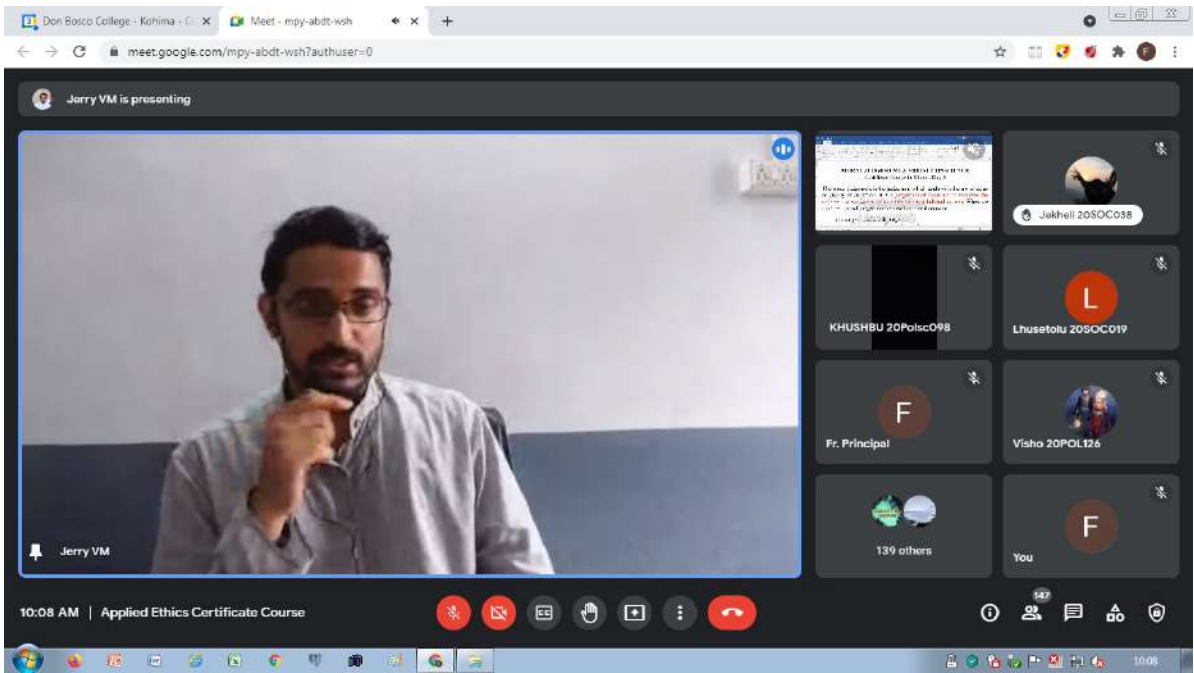 Don Bosco College - Kohima - C
Meet - mpy-abdt-wsh
meet.google.com/mpy-abdt-wsh?authuser=0
F
Jerry VM is presenting
Jakheli 20SOC038
KHUSHBU 20PolscO98
L
Lhusetolu 20SOC019
F
Fr. Principal
Visho 20POL126
139 others
F
You
Jerry VM
10:08 AM | Applied Ethics Certificate Course
CC
147
10:08